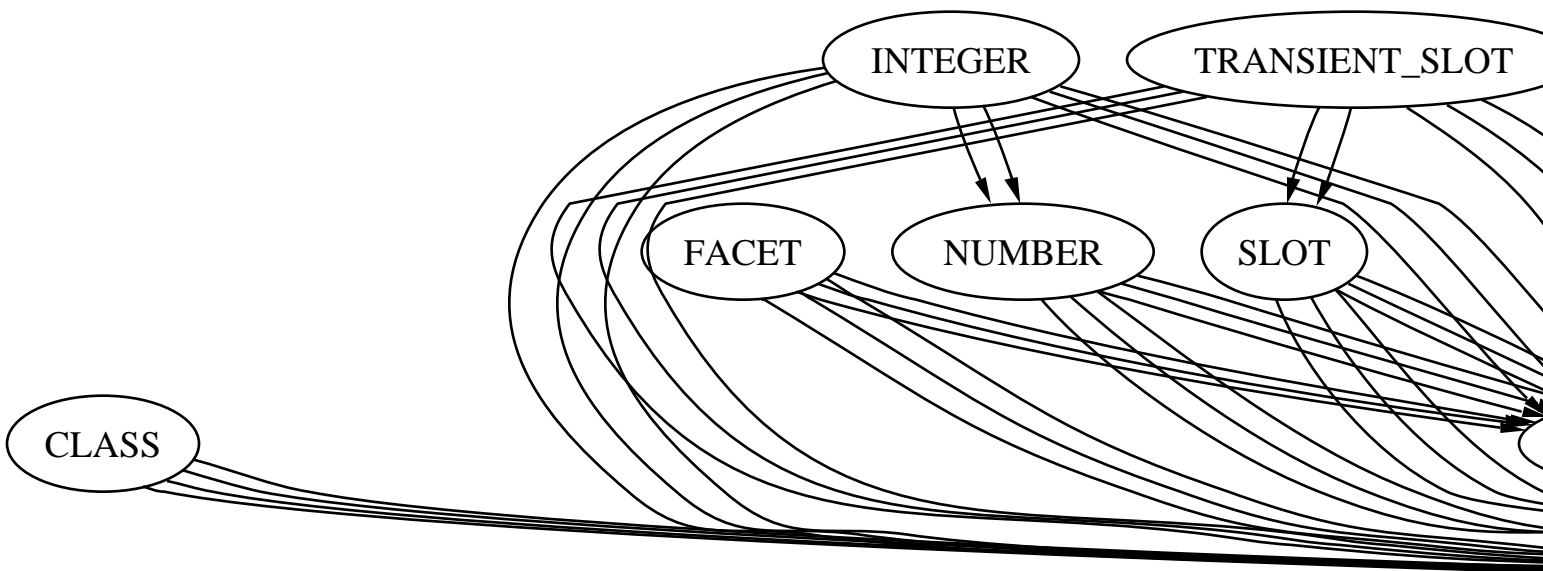 INTEGER
TRANSIENT_SLOT
FACET
NUMBER
SLOT
CLASS